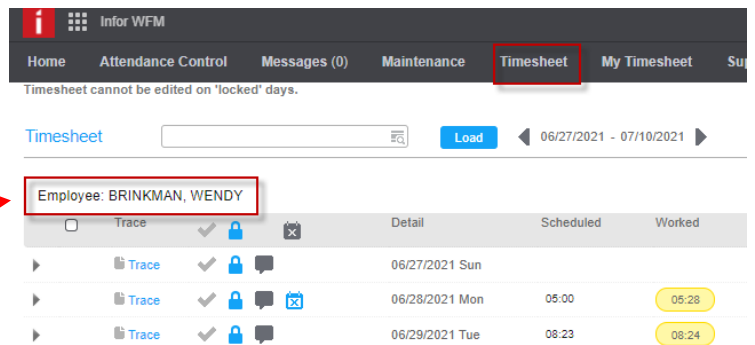 Infor WFM
Home Attendance Control Messages (0) Maintenance Timesheet My Timesheet
Timesheet cannot be edited on 'locked' days.
Timesheet Load 06/27/2021 - 07/10/2021
Employee: BRINKMAN, WENDY
Trace Detail Scheduled Worked
Trace 06/27/2021 Sun
Trace 06/28/2021 Mon 05:00 05:28
Trace 06/29/2021 Tue 08:23 08:24